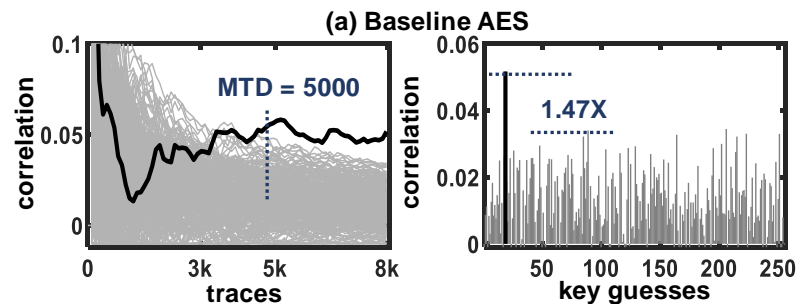 (a) Baseline AES
correlation
0.1
0.05
0
MTD = 5000
0 3k 5k 8k
traces
correlation
0.06
0.04
0.02
0
1.47X
50 100 150 200 250
key guesses